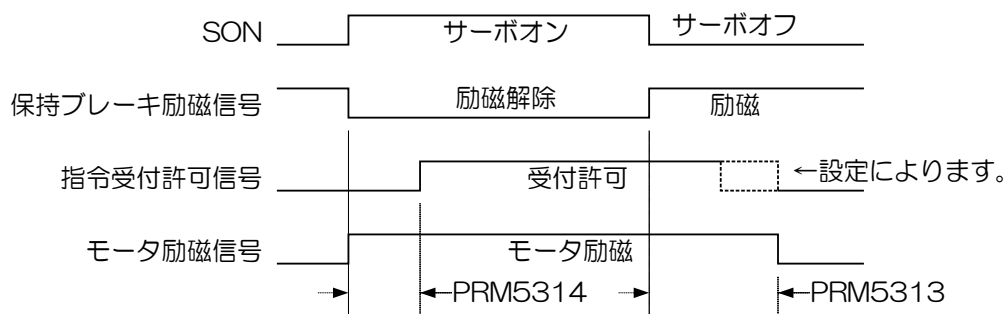 SON サーボオン サーボオフ
保持ブレーキ励磁信号 励磁解除 励磁
指令受付許可信号 受付許可 ←設定によります。
モータ励磁信号 モータ励磁
PRM5314 PRM5313